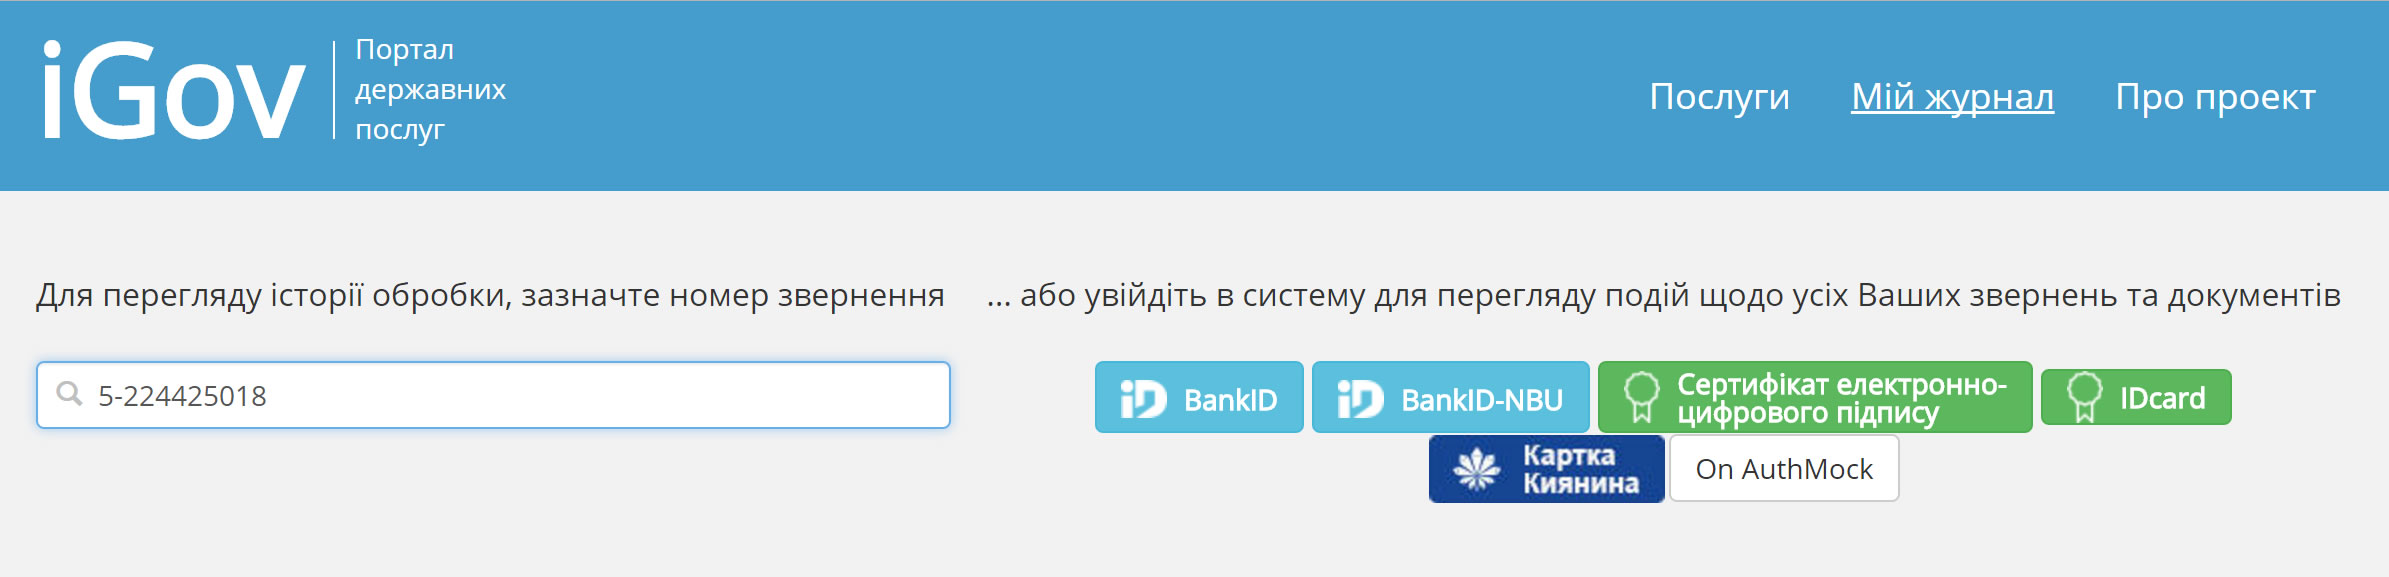 iGov
Портал
державних
послуг
Послуги
Мій журнал
Про проект
Для перегляду історії обробки, зазначте номер звернення
... або увійдіть в систему для перегляду подій щодо усіх Ваших звернень та документів
5-224425018
BankID
BankID-NBU
Сертифікат електронно-
цифрового підпису
IDcard
Картка
Киянина
On AuthMock